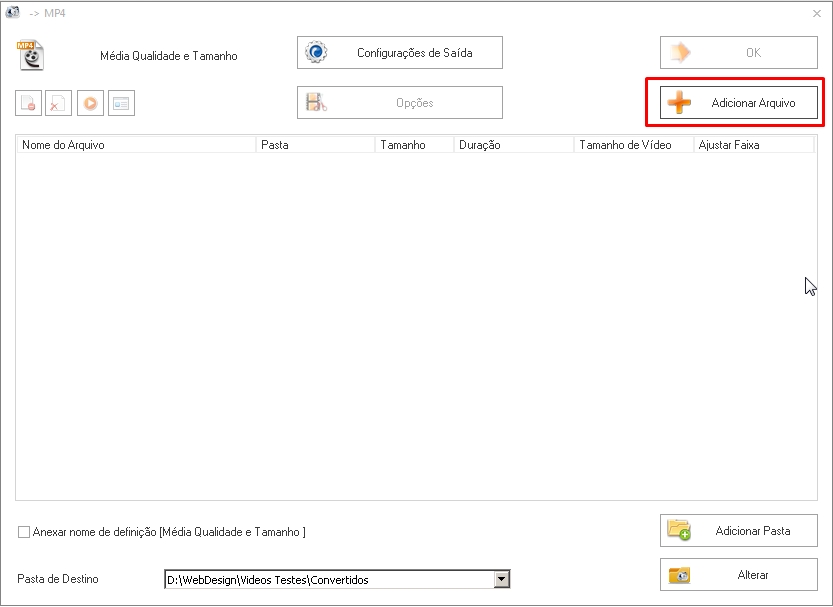 -> MP4
MP4
Média Qualidade e Tamanho
Configurações de Saída
OK
Opções
Adicionar Arquivo
Nome do Arquivo Pasta Tamanho Duração Tamanho de Vídeo Ajustar Faixa
Anexar nome de definição [Média Qualidade e Tamanho ]
Adicionar Pasta
Pasta de Destino
D:\WebDesign\Videos Testes\Convertidos
Alterar